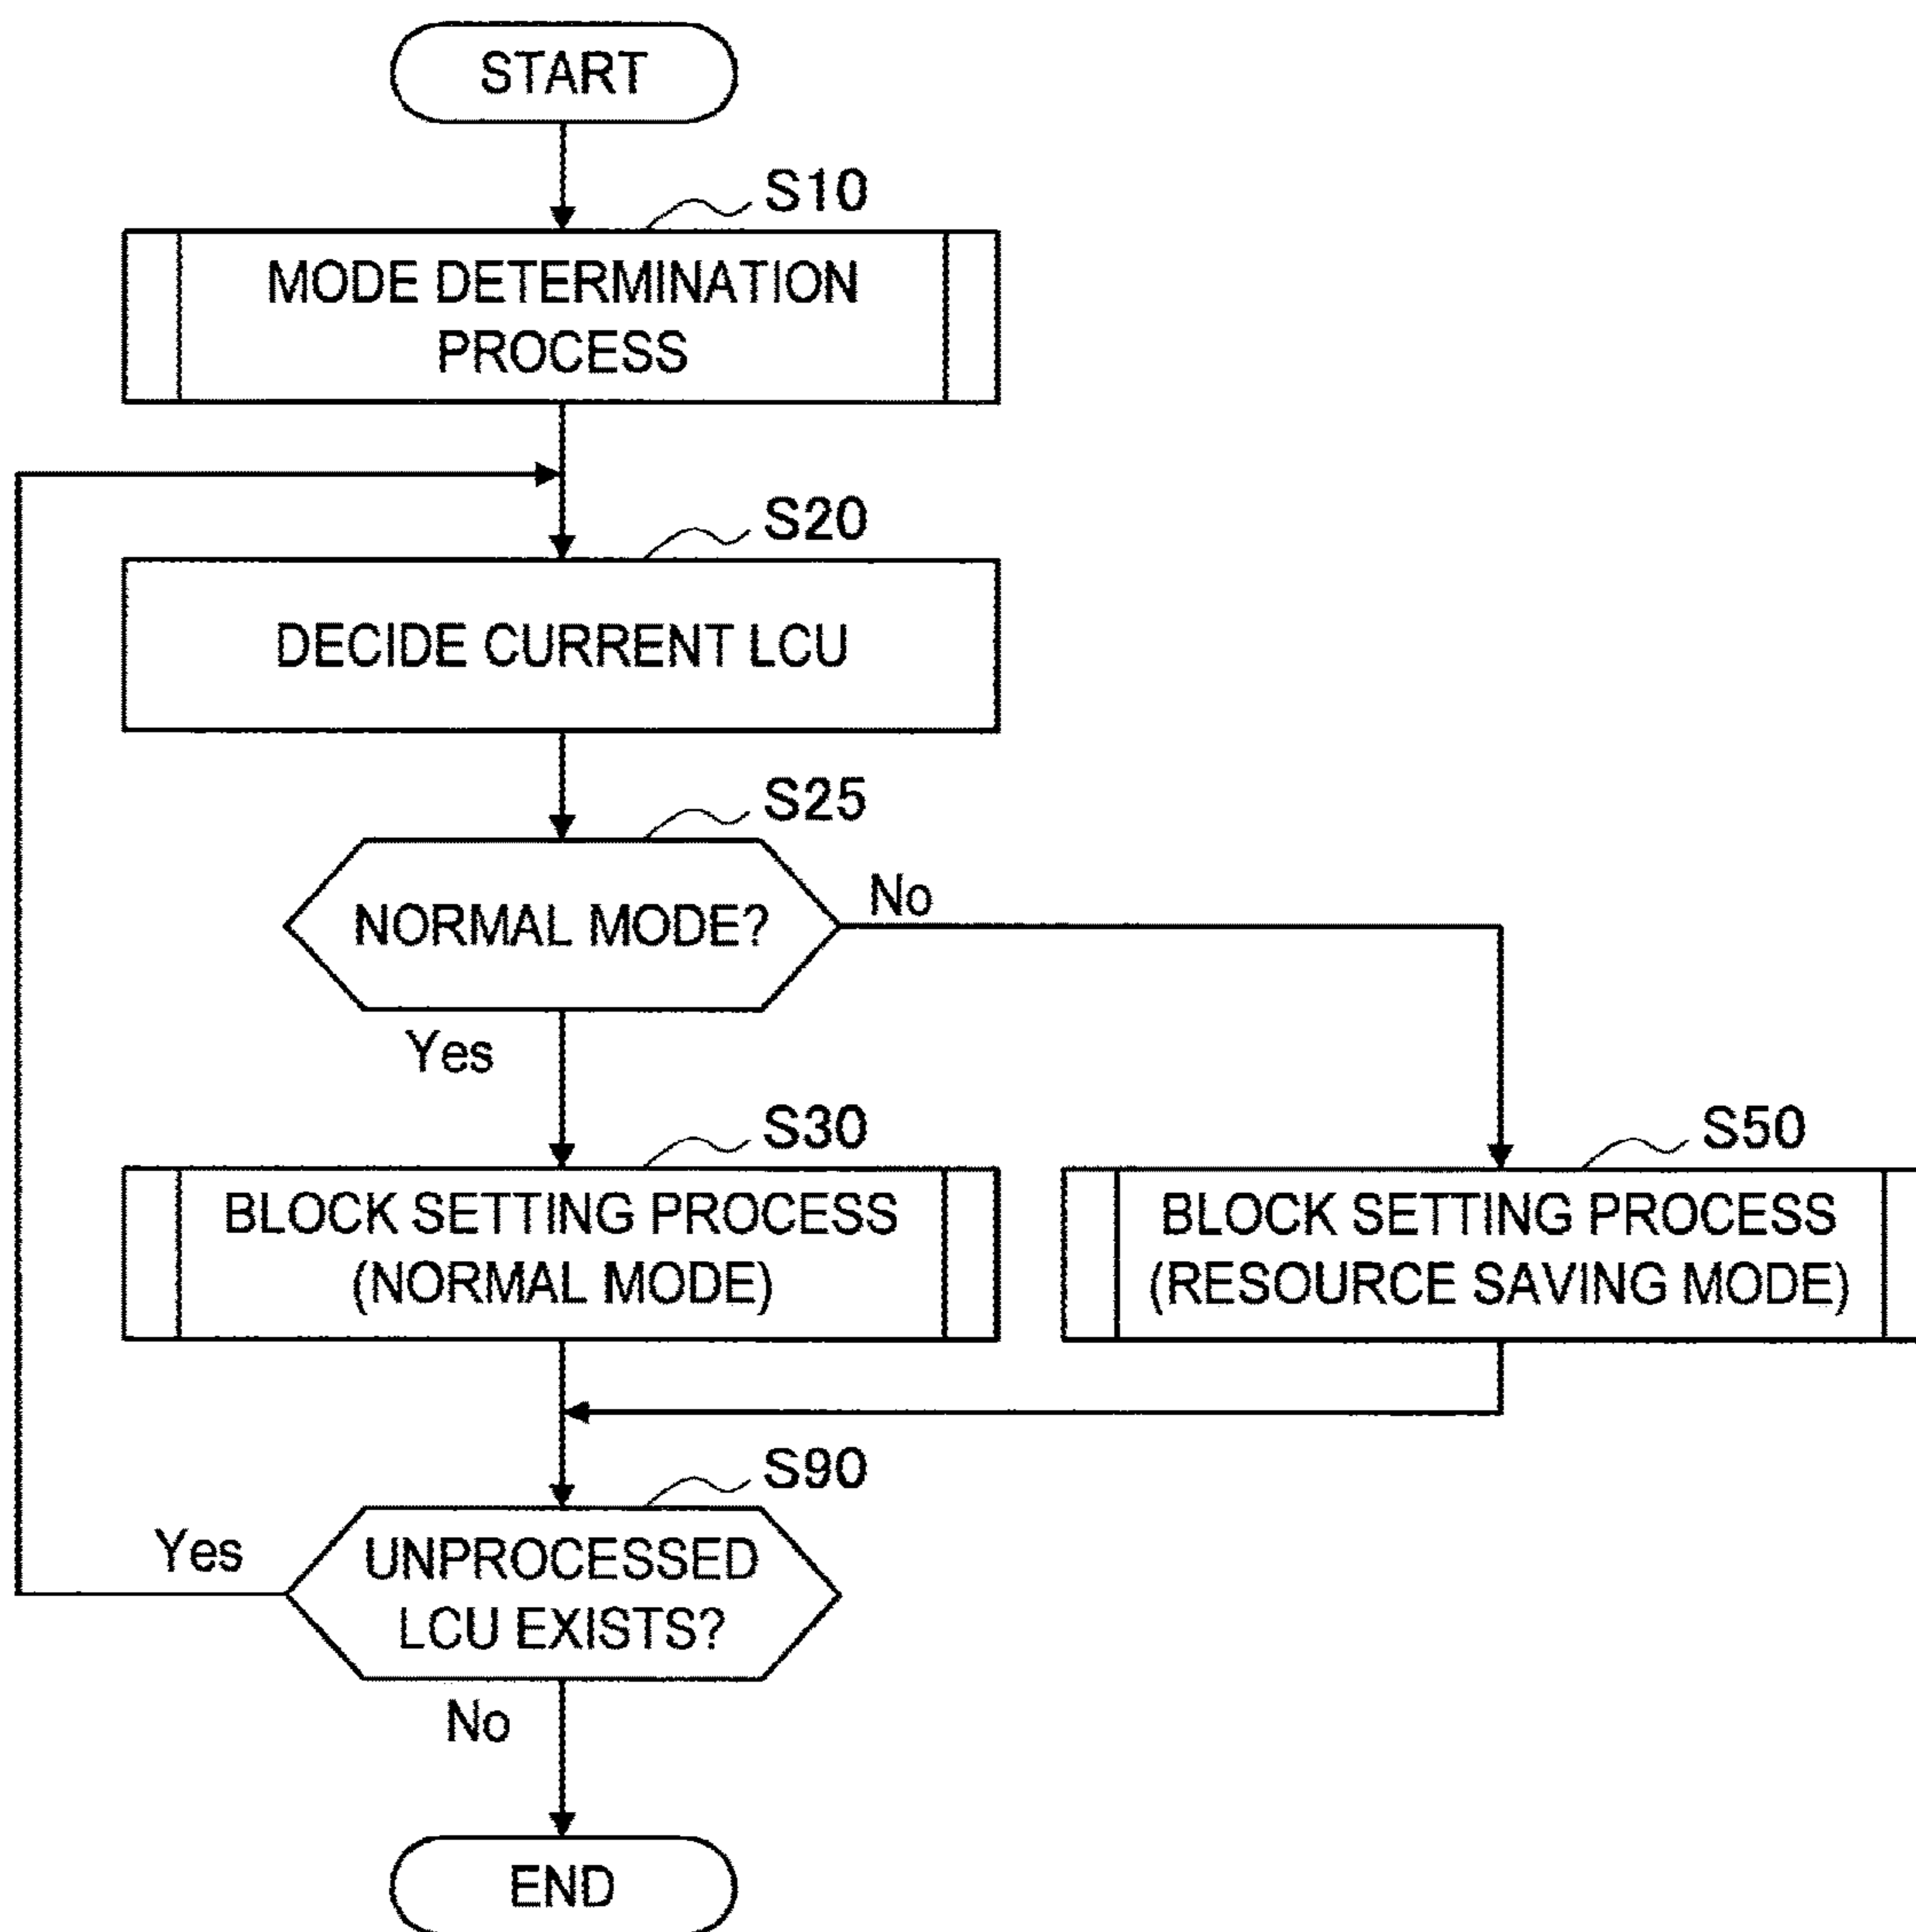 START
S10
MODE DETERMINATION
PROCESS
S20
DECIDE CURRENT LCU
S25
NORMAL MODE?
No
Yes
S30
BLOCK SETTING PROCESS
(NORMAL MODE)
S50
BLOCK SETTING PROCESS
(RESOURCE SAVING MODE)
S90
UNPROCESSED
LCU EXISTS?
Yes
No
END